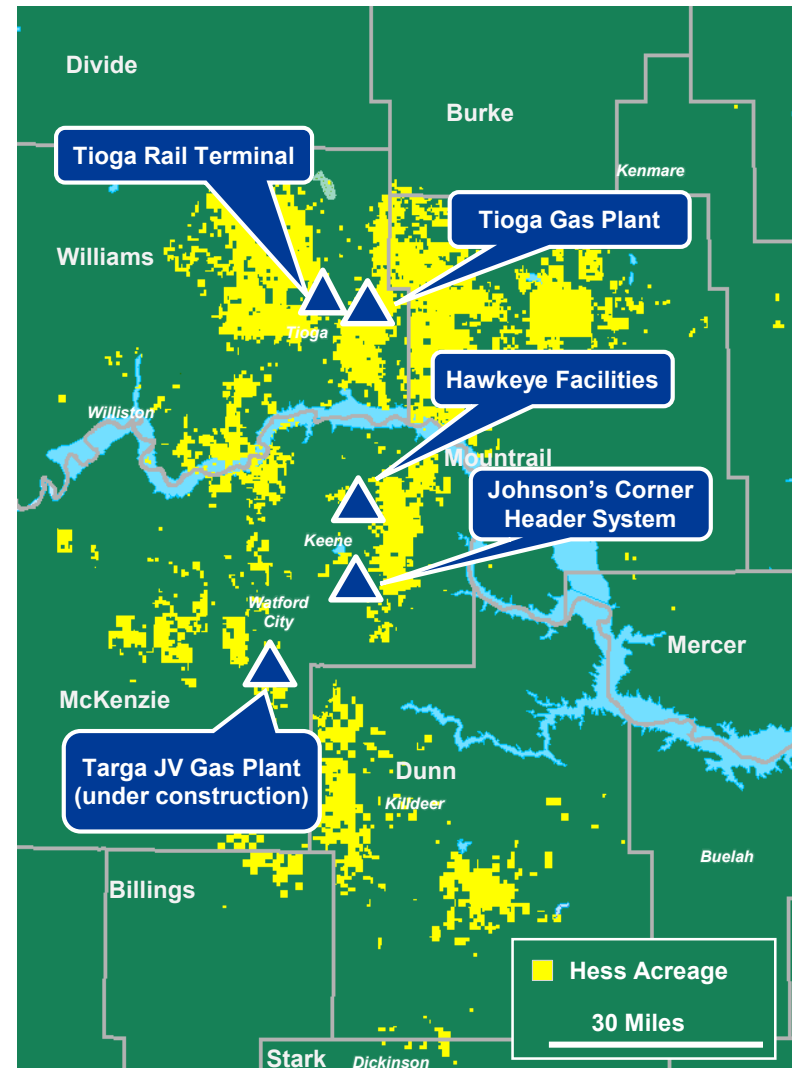 Divide
Burke
Tioga Rail Terminal
Kenmare
Tioga Gas Plant
Williams
Tioga
Hawkeye Facilities
Williston
Mountrail
Johnson's Corner
Header System
Keene
Watford
City
Mercer
McKenzie
Targa JV Gas Plant
(under construction)
Dunn
Killdeer
Buelah
Billings
Hess Acreage
30 Miles
Stark
Dickinson